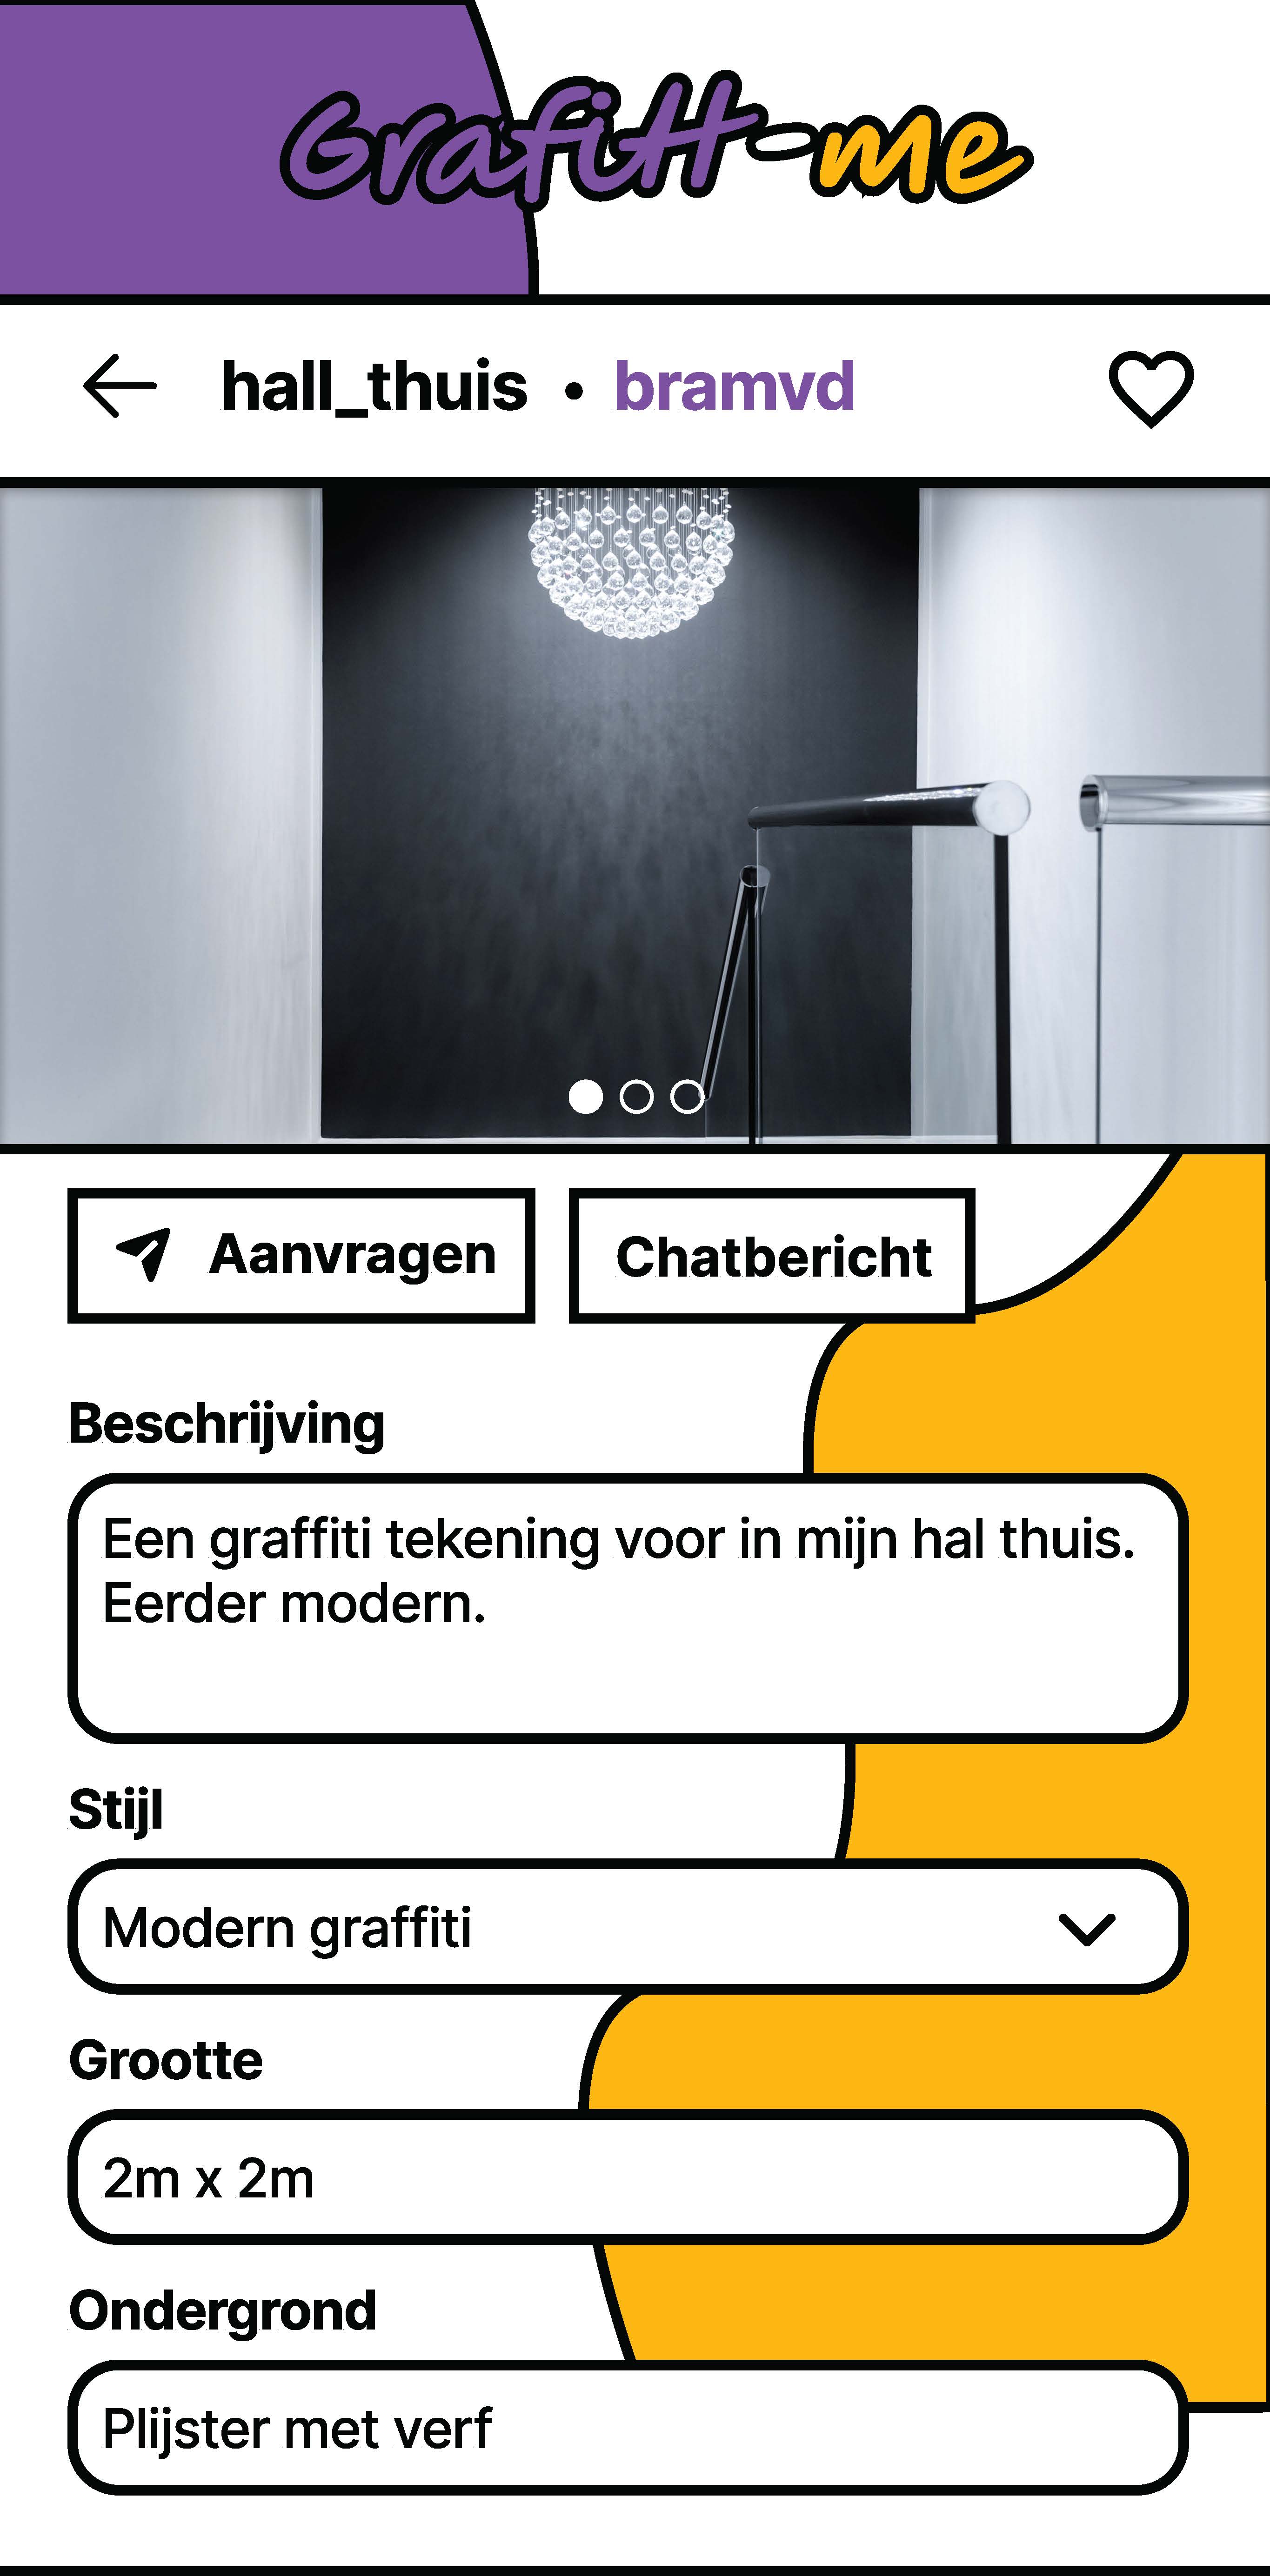 Grafitt-me
hall_thuis • bramvd
Aanvragen
Chatbericht
Beschrijving
Een graffiti tekening voor in mijn hal thuis.
Eerder modern.
Stijl
Modern graffiti
Grootte
2m x 2m
Ondergrond
Plijster met verf